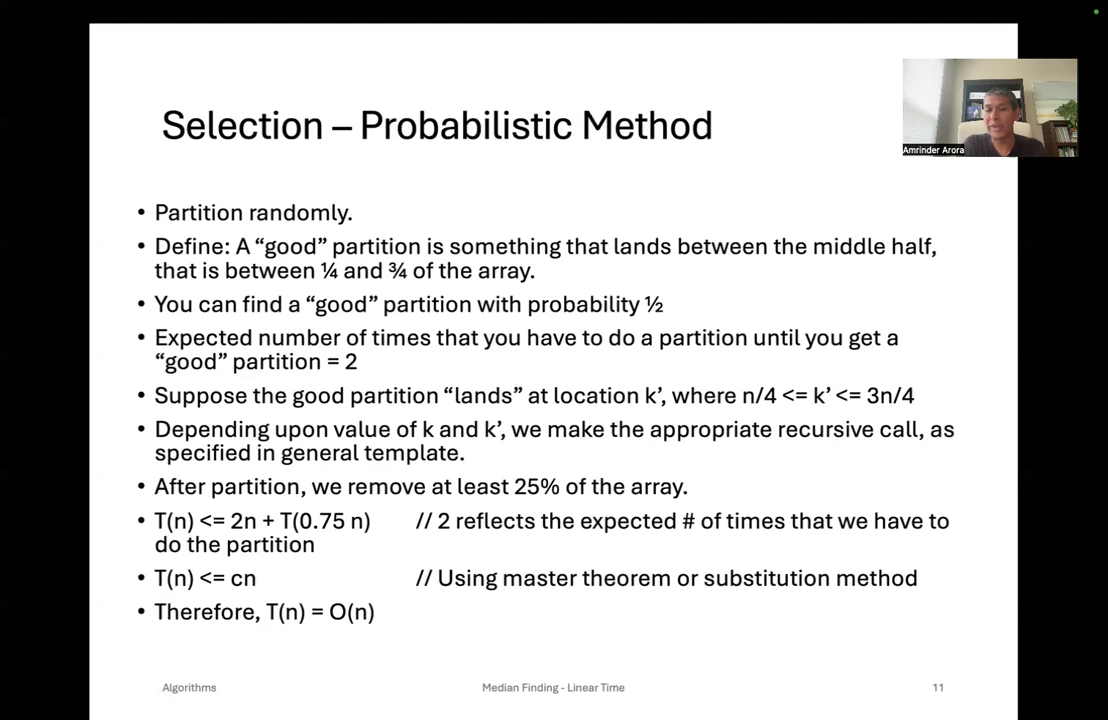 Selection – Probabilistic Method
Amrinder Arora
• Partition randomly.
• Define: A “good” partition is something that lands between the middle half,
that is between ¼ and ¾ of the array.
• You can find a “good” partition with probability ½
• Expected number of times that you have to do a partition until you get a
“good” partition = 2
• Suppose the good partition “lands” at location k’, where n/4 <= k’ <= 3n/4
• Depending upon value of k and k’, we make the appropriate recursive call, as
specified in general template.
• After partition, we remove at least 25% of the array.
• T(n) <= 2n + T(0.75 n) // 2 reflects the expected # of times that we have to
do the partition
• T(n) <= cn // Using master theorem or substitution method
• Therefore, T(n) = O(n)
Algorithms Median Finding - Linear Time 11